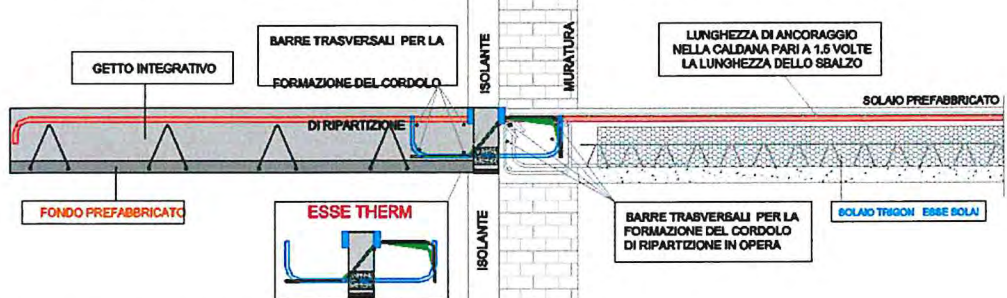 BARRE TRASVERSALI PER LA
FORMAZIONE DEL CORDOLO
DI RIPARTIZIONE
GETTO INTEGRATIVO
ISOLANTE
MURATURA
LUNGHEZZA DI ANCORAGGIO
NELLA CALDANA PARI A 1.5 VOLTE
LA LUNGHEZZA DELLO SBALZO
SOLAIO PREFABBRICATO
FONDO PREFABBRICATO
ESSE THERM
ISOLANTE
BARRE TRASVERSALI PER LA
FORMAZIONE DEL CORDOLO
DI RIPARTIZIONE IN OPERA
SOLAIO TRIGON ESSE SOLAI